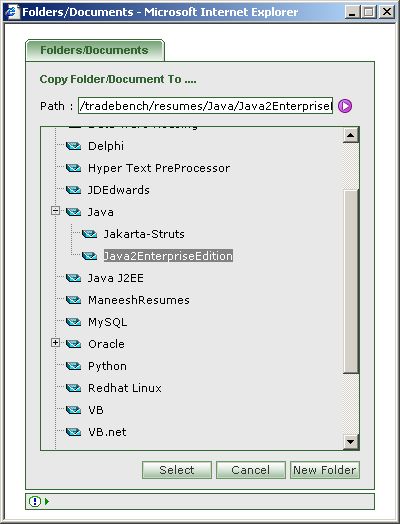 Folders/Documents - Microsoft Internet Explorer
Folders/Documents
Copy Folder/Document To ....
Path : /tradebench/resumes/Java/Java2Enterprise
Delphi
Hyper Text PreProcessor
JDEdwards
Java
Jakarta-Struts
Java2EnterpriseEdition
Java J2EE
ManeeshResumes
MySQL
Oracle
Python
Redhat Linux
VB
VB.net
Select Cancel New Folder